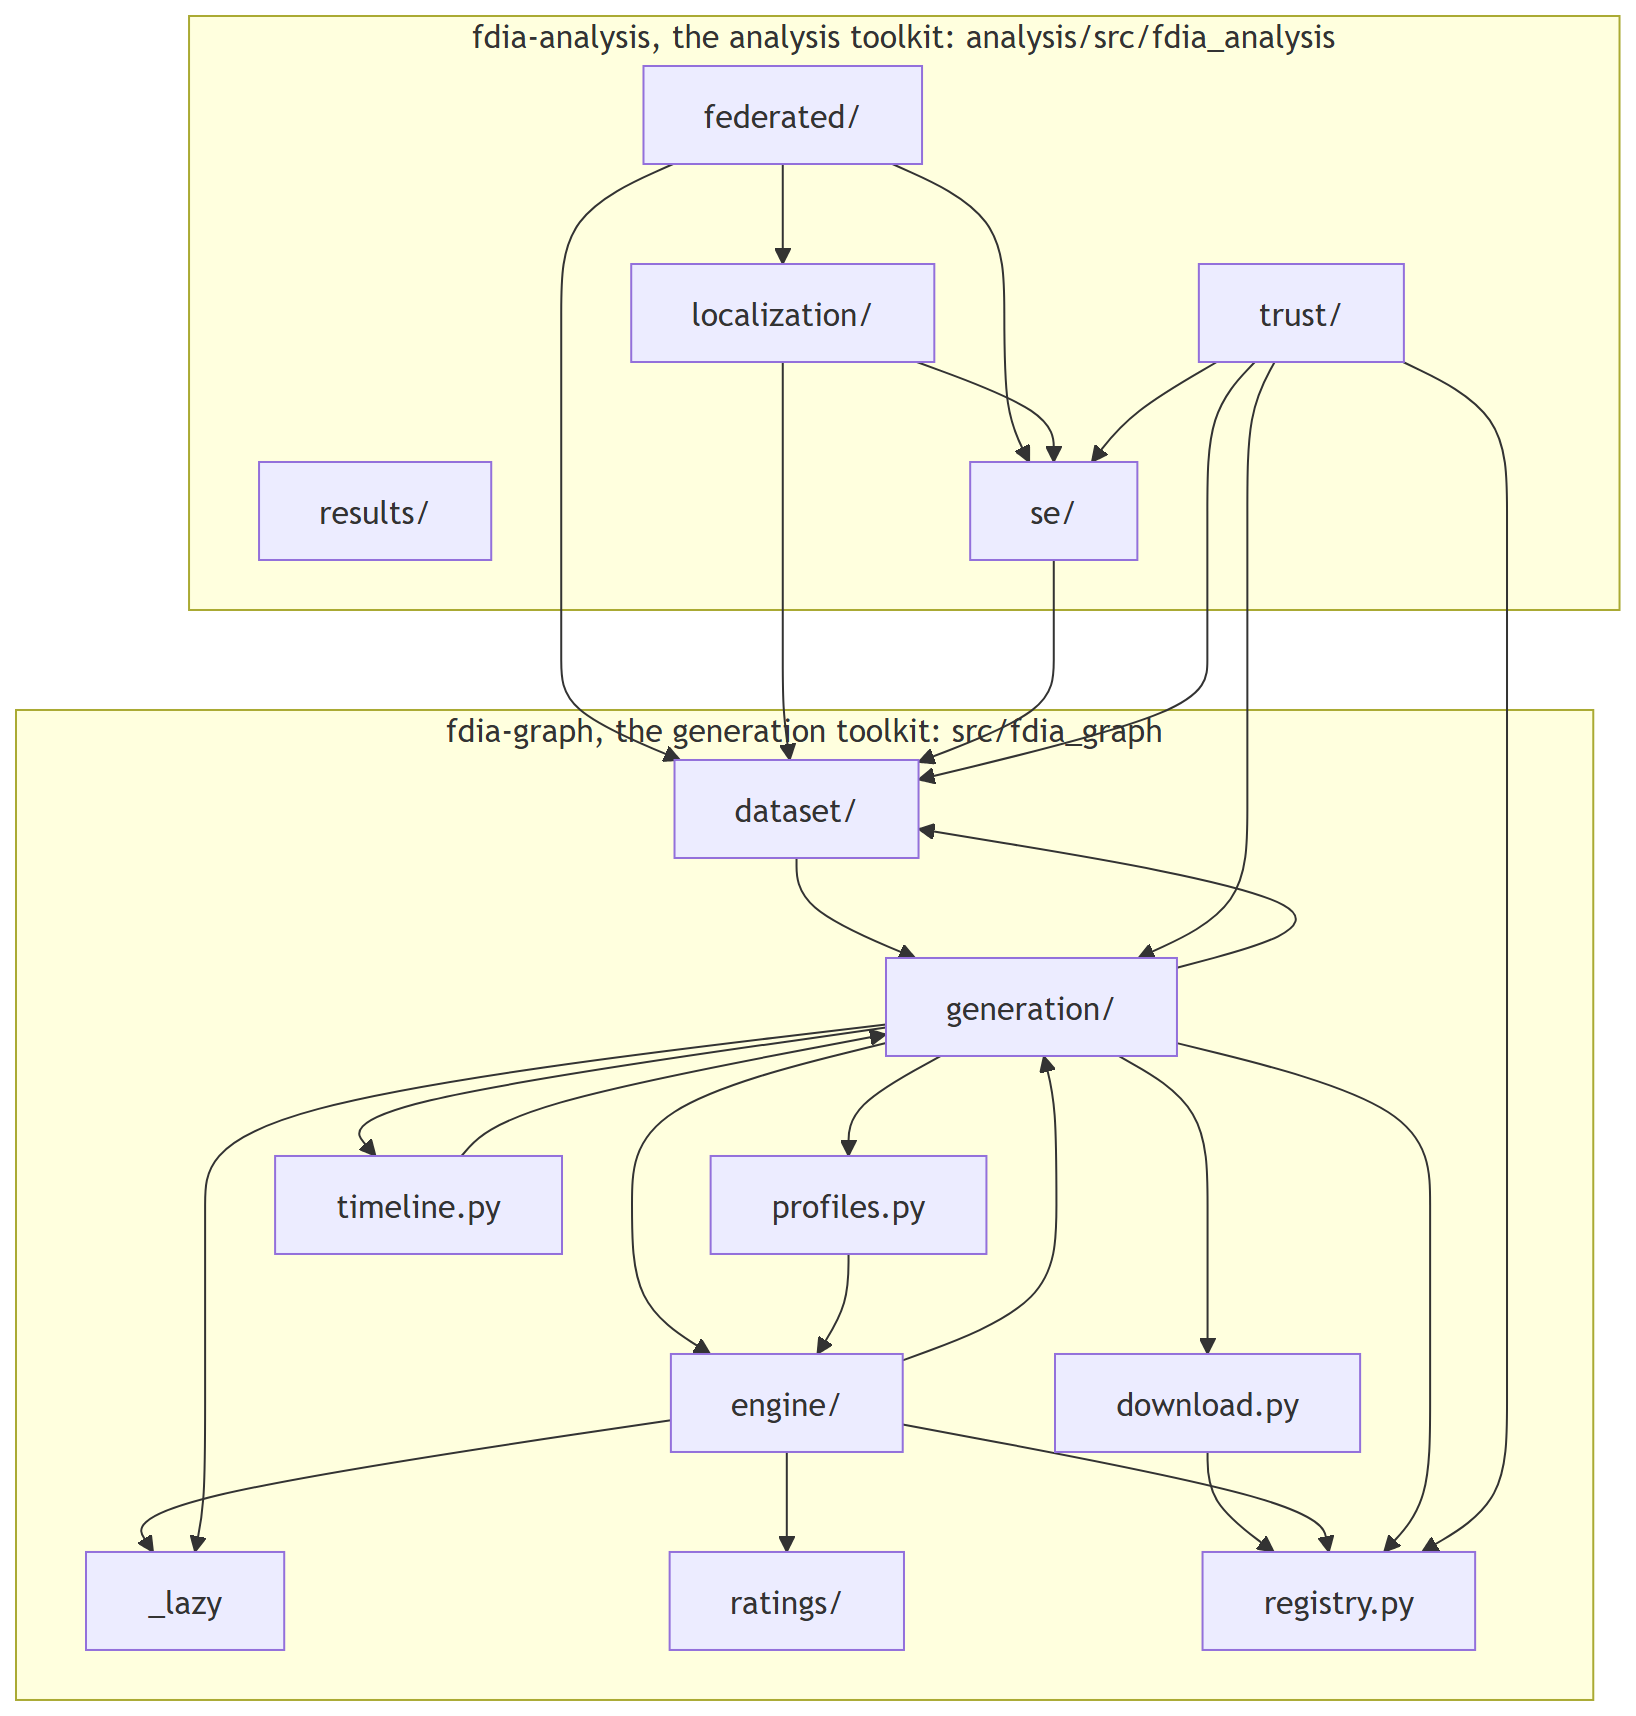 fdia-analysis, the analysis toolkit: analysis/src/fdia_analysis
federated/
localization/
trust/
results/
se/
fdia-graph, the generation toolkit: src/fdia_graph
dataset/
generation/
timeline.py
profiles.py
engine/
download.py
_lazy
ratings/
registry.py